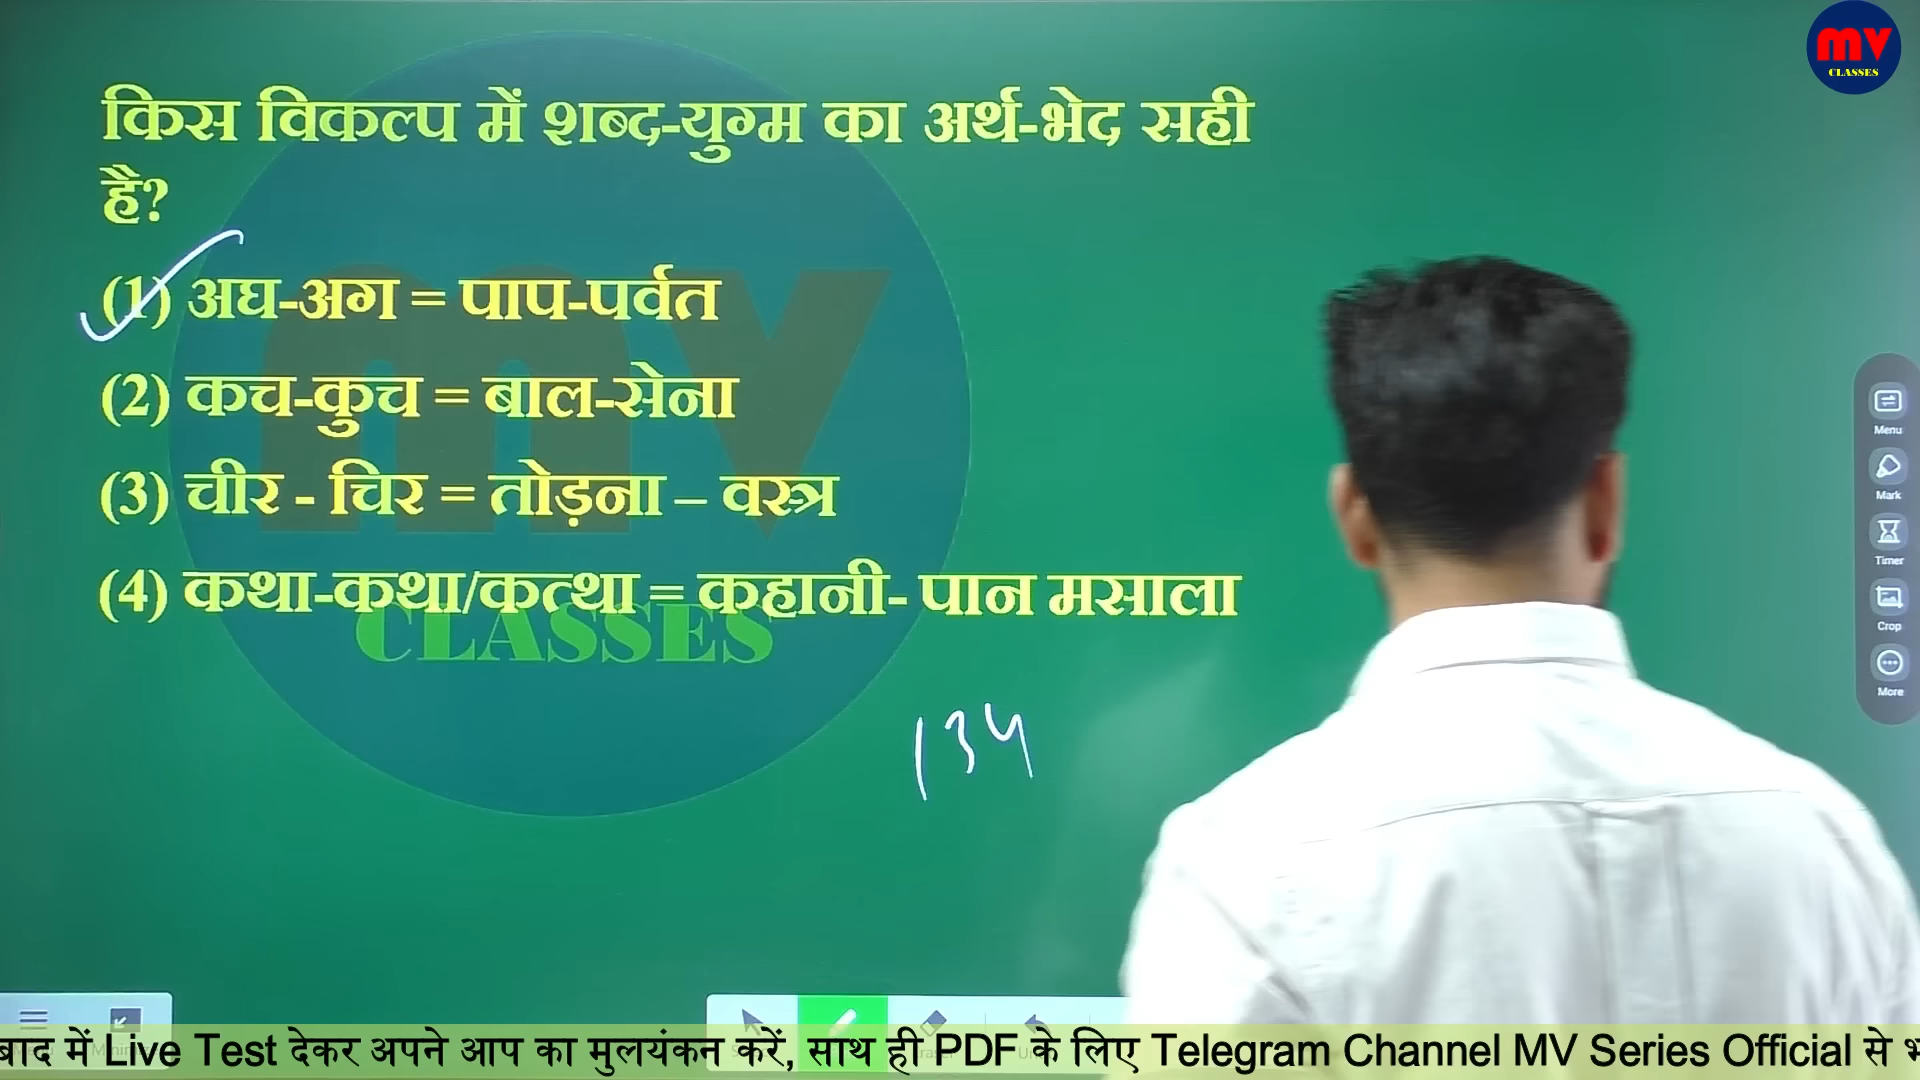 MV
CLASSES
किस विकल्प में शब्द-युग्म का अर्थ-भेद सही
है?
(1) अघ-अग = पाप-पर्वत
(2) कच-कुच = बाल-सेना
(3) चीर - चिर = तोड़ना – वस्त्र
(4) कथा-कथा/कत्था = कहानी- पान मसाला
mv
CLASSES
134
Menu
Mark
Timer
Crop
More
बाद में Live Test देकर अपने आप का मुलयंकन करें, साथ ही PDF के लिए Telegram Channel MV Series Official से